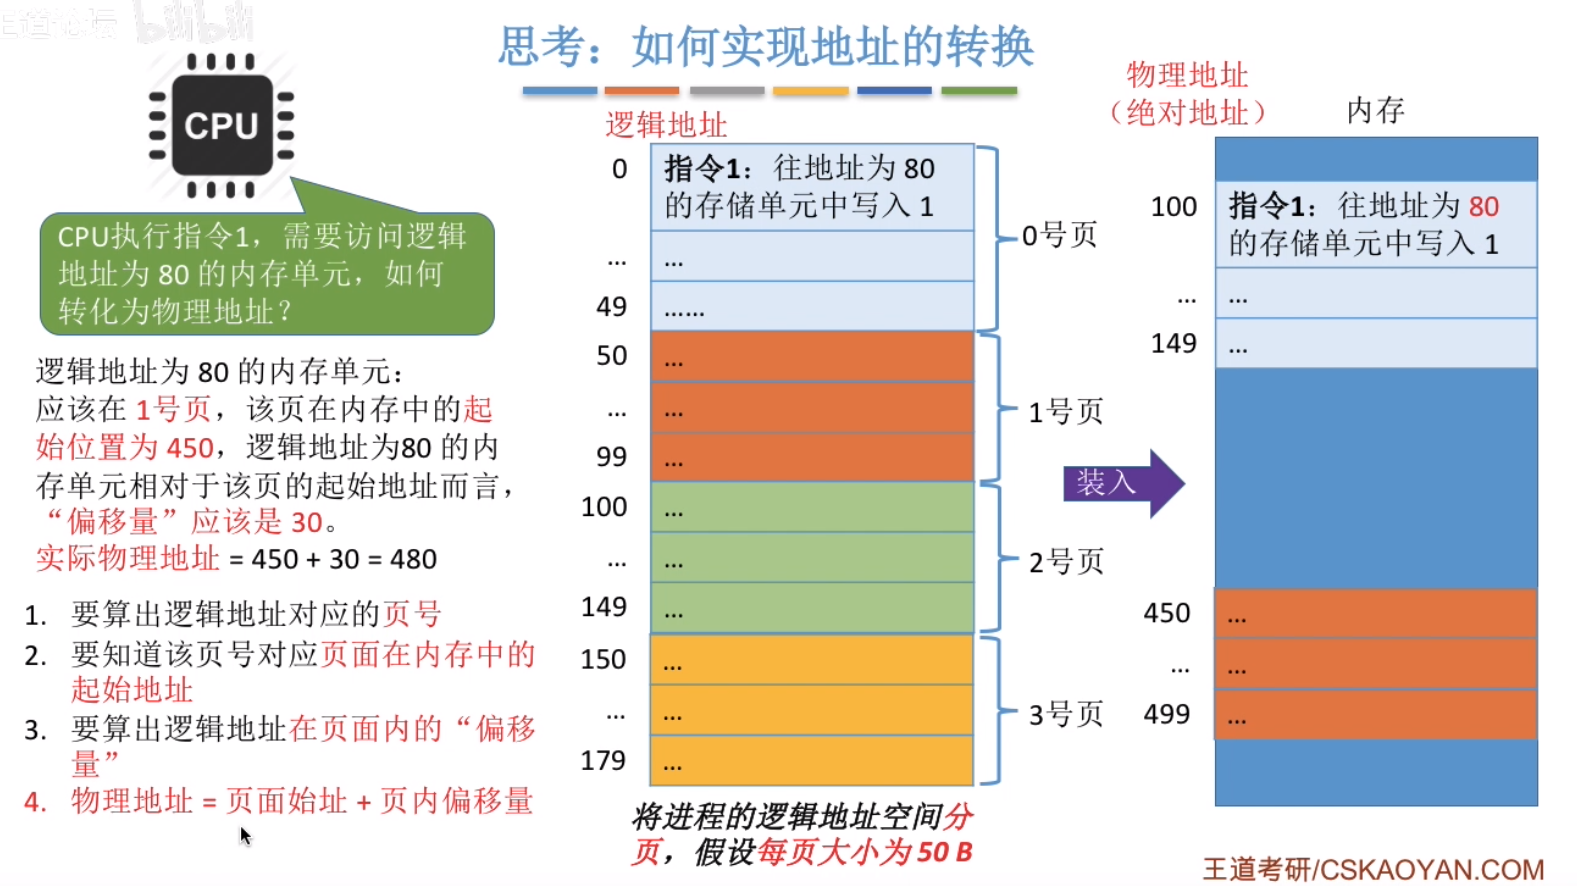 王道论坛 bilibili
思考：如何实现地址的转换
CPU
CPU执行指令1，需要访问逻辑
地址为 80 的内存单元，如何
转化为物理地址？
逻辑地址为 80 的内存单元：
应该在 1号页，该页在内存中的起
始位置为 450，逻辑地址为80 的内
存单元相对于该页的起始地址而言，
“偏移量”应该是 30。
实际物理地址 = 450 + 30 = 480
1. 要算出逻辑地址对应的页号
2. 要知道该页号对应页面在内存中的
起始地址
3. 要算出逻辑地址在页面内的“偏移
量”
4. 物理地址 = 页面始址 + 页内偏移量
逻辑地址
0 指令1：往地址为 80
的存储单元中写入 1
... ...
49 ......
0号页
50 ...
... ...
99 ...
1号页
100 ...
... ...
149 ...
2号页
150 ...
... ...
179 ...
3号页
将进程的逻辑地址空间分
页，假设每页大小为 50 B
装入
物理地址
（绝对地址）
内存
100 指令1：往地址为 80
的存储单元中写入 1
... ...
149 ...
450 ...
... ...
499 ...
王道考研/CSKAOYAN.COM